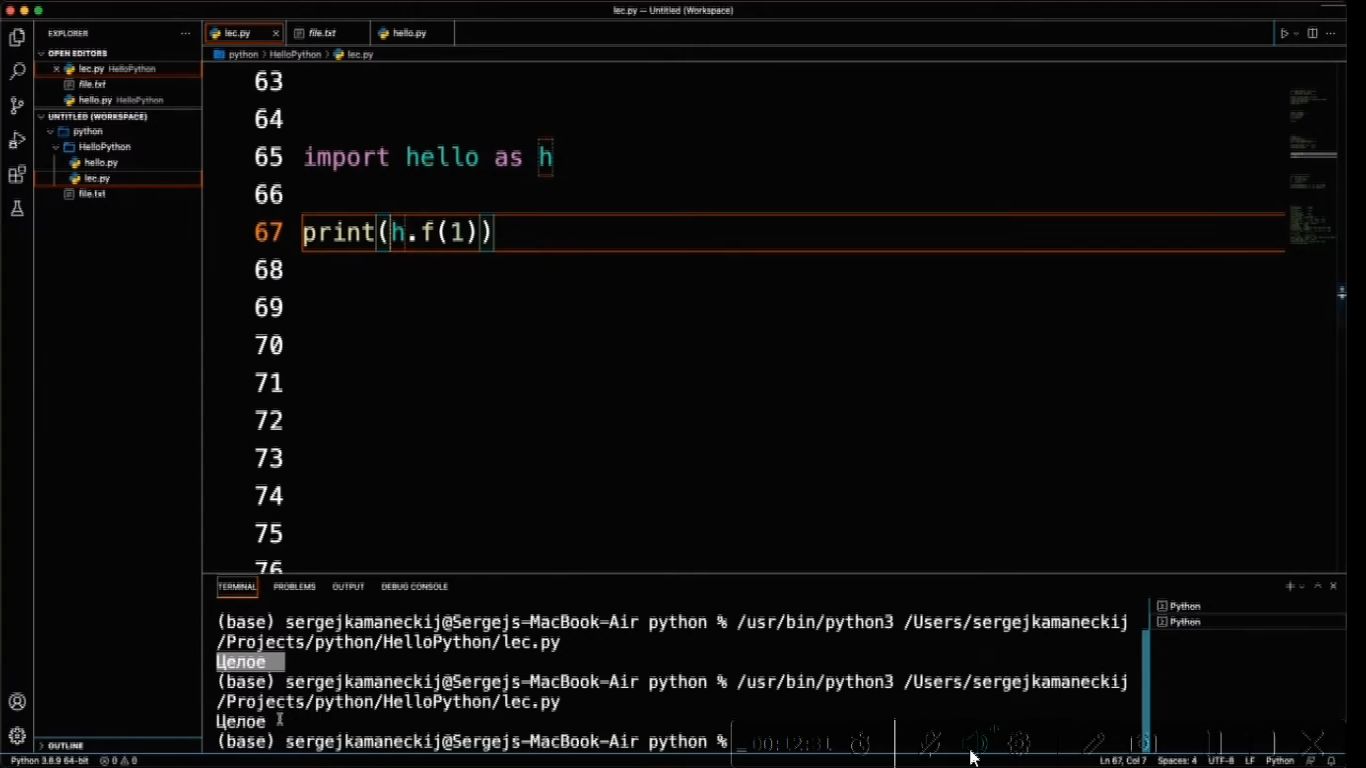 lec.py — Untitled (Workspace)
EXPLORER
lec.py
file.txt
hello.py
OPEN EDITORS
python > HelloPython > lec.py
lec.py HelloPython
file.txt
hello.py HelloPython
UNTITLED (WORKSPACE)
python
HelloPython
hello.py
lec.py
file.txt
63
64
65 import hello as h
66
67 print(h.f(1))
68
69
70
71
72
73
74
75
76
TERMINAL PROBLEMS OUTPUT DEBUG CONSOLE
(base) sergejkamaneckij@Sergejs-MacBook-Air python % /usr/bin/python3 /Users/sergejkamaneckij
/Projects/python/HelloPython/lec.py
Целое
(base) sergejkamaneckij@Sergejs-MacBook-Air python % /usr/bin/python3 /Users/sergejkamaneckij
/Projects/python/HelloPython/lec.py
Целое
(base) sergejkamaneckij@Sergejs-MacBook-Air python %
Python
Python
00:12:31
OUTLINE
Python 3.8.9 64-bit 0 0
Ln 67, Col 7 Spaces: 4 UTF-8 LF Python